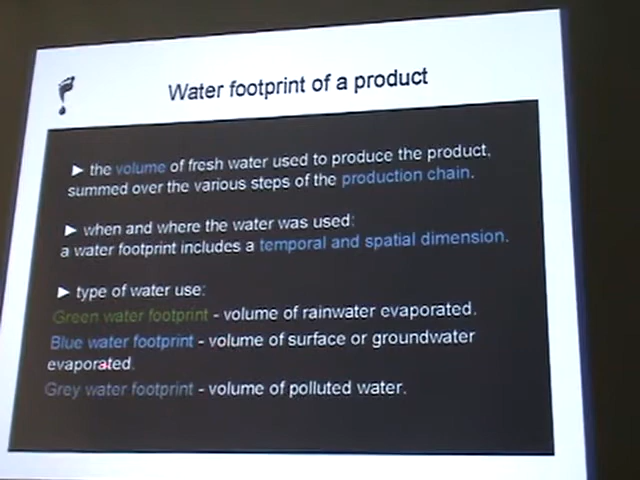 Water footprint of a product
► the volume of fresh water used to produce the product,
summed over the various steps of the production chain.
► when and where the water was used:
a water footprint includes a temporal and spatial dimension.
► type of water use:
Green water footprint - volume of rainwater evaporated.
Blue water footprint - volume of surface or groundwater
evaporated.
Grey water footprint - volume of polluted water.